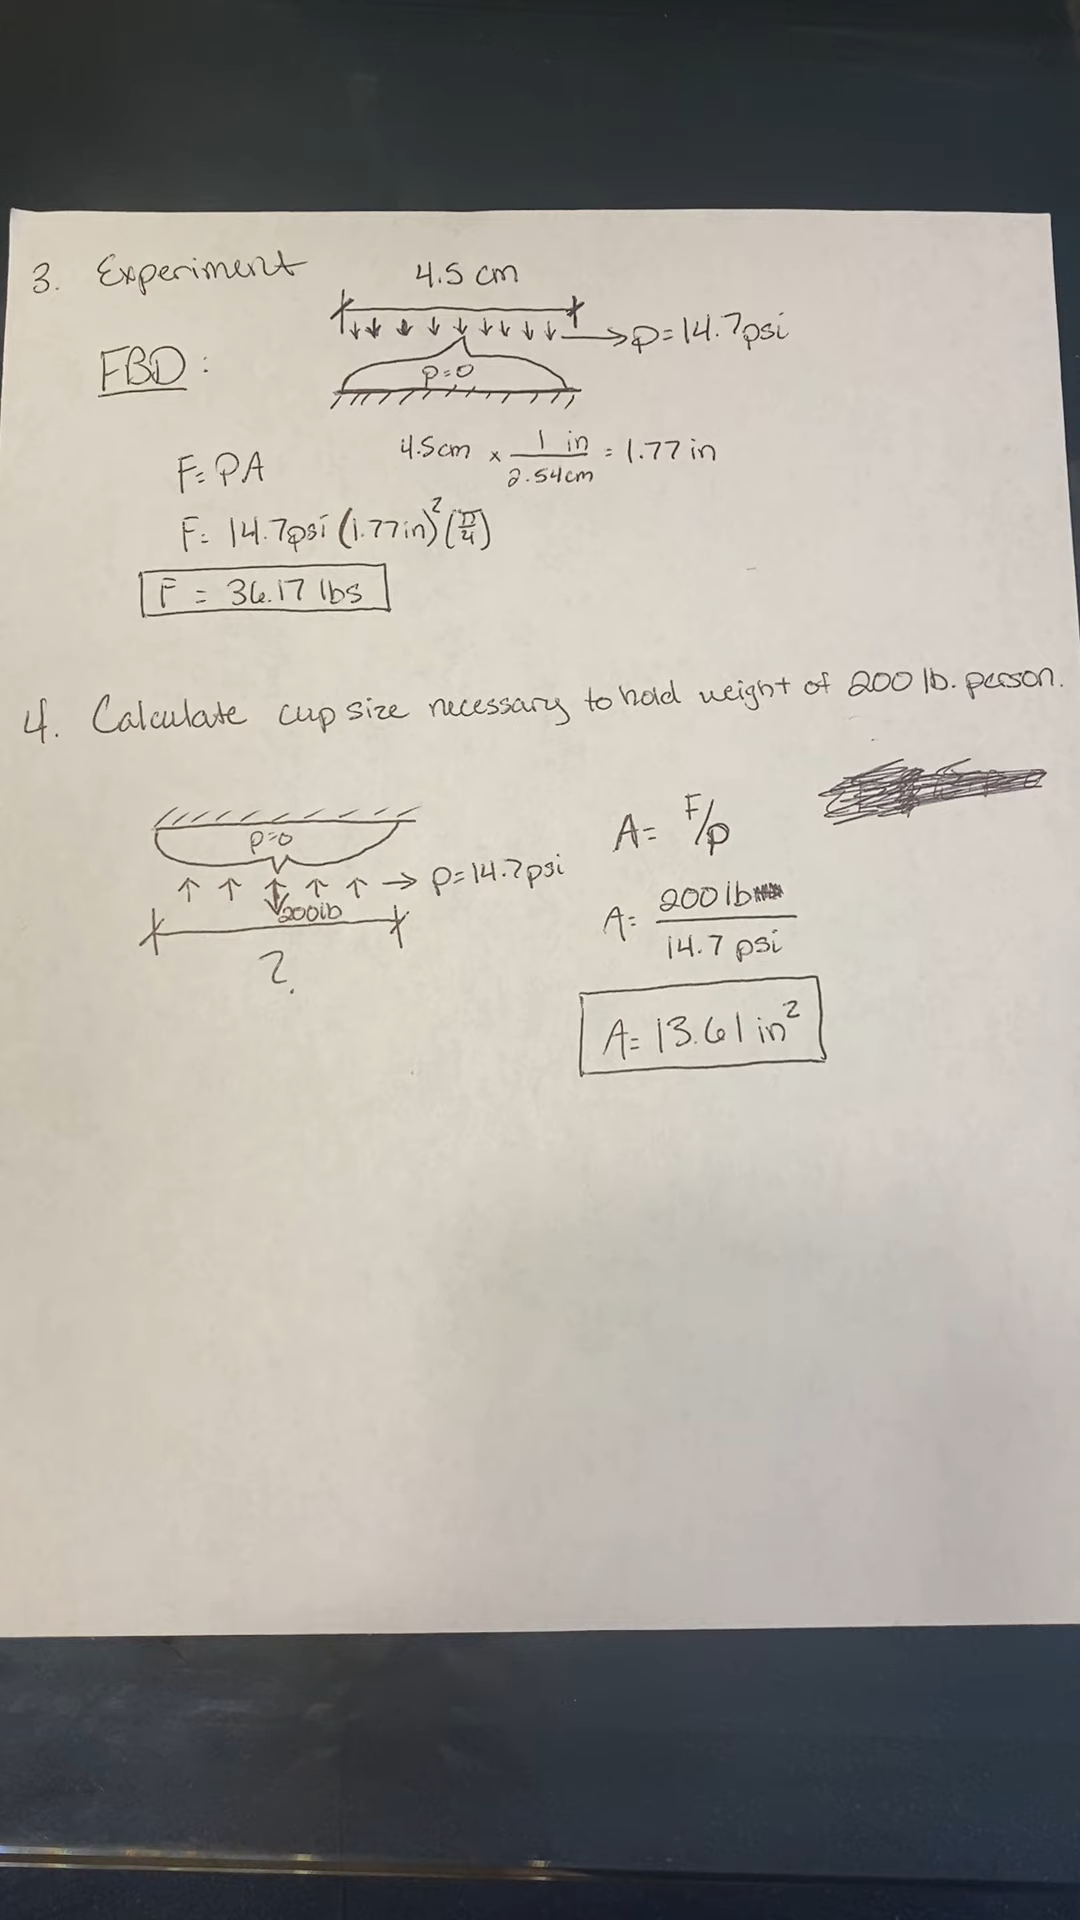 3. Experiment
4.5 cm
p=14.7psi
FBD:
p=0
4.5cm x 1 in / 2.54cm = 1.77 in
F=PA
F= 14.7psi (1.77in)² (π/4)
F = 36.17 lbs
4. Calculate cup size necessary to hold weight of 200 lb. person.
p=0
p=14.7psi
200lb
?
A= F/p
A= 200 lb / 14.7 psi
A= 13.61 in²